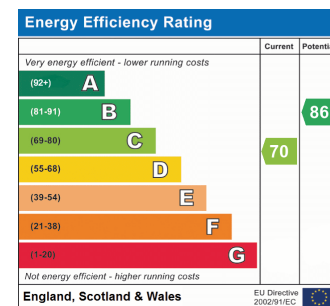 Energy Efficiency Rating
Current Potenti
Very energy efficient - lower running costs
(92+) A
(81-91) B 86
(69-80) C 70
(55-68) D
(39-54) E
(21-38) F
(1-20) G
Not energy efficient - higher running costs
England, Scotland & Wales
EU Directive
2002/91/EC